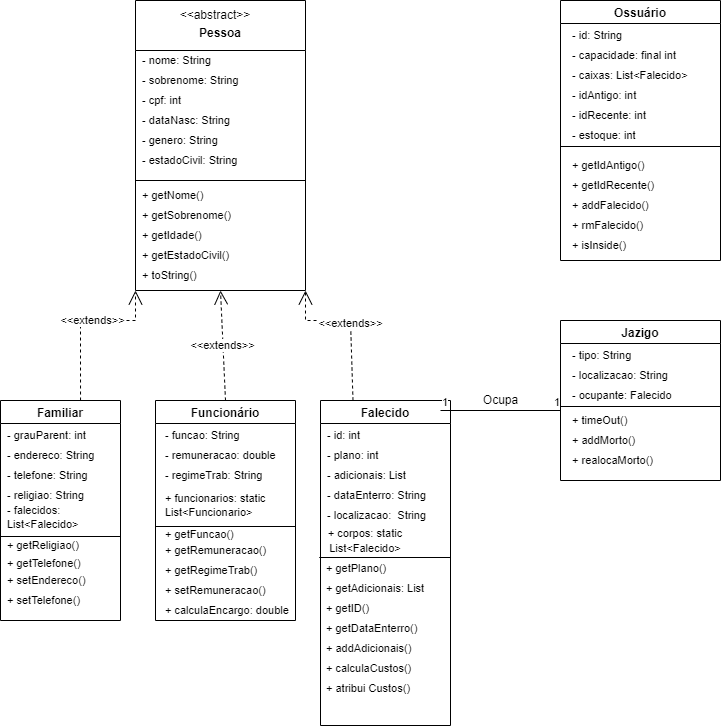 <<abstract>>
Pessoa
- nome: String
- sobrenome: String
- cpf: int
- dataNasc: String
- genero: String
- estadoCivil: String
+ getNome()
+ getSobrenome()
+ getIdade()
+ getEstadoCivil()
+ toString()
Ossuário
- id: String
- capacidade: final int
- caixas: List<Falecido>
- idAntigo: int
- idRecente: int
- estoque: int
+ getIdAntigo()
+ getIdRecente()
+ addFalecido()
+ rmFalecido()
+ isInside()
<<extends>>
<<extends>>
<<extends>>
Familiar
- grauParent: int
- endereco: String
- telefone: String
- religiao: String
- falecidos:
List<Falecido>
+ getReligiao()
+ getTelefone()
+ setEndereco()
+ setTelefone()
Funcionário
- funcao: String
- remuneracao: double
- regimeTrab: String
+ funcionarios: static
List<Funcionario>
+ getFuncao()
+ getRemuneracao()
+ getRegimeTrab()
+ setRemuneracao()
+ calculaEncargo: double
Falecido
- id: int
- plano: int
- adicionais: List
- dataEnterro: String
- localizacao:  String
+ corpos: static
List<Falecido>
+ getPlano()
+ getAdicionais: List
+ getID()
+ getDataEnterro()
+ addAdicionais()
+ calculaCustos()
+ atribui Custos()
1
Ocupa
1
Jazigo
- tipo: String
- localizacao: String
- ocupante: Falecido
+ timeOut()
+ addMorto()
+ realocaMorto()